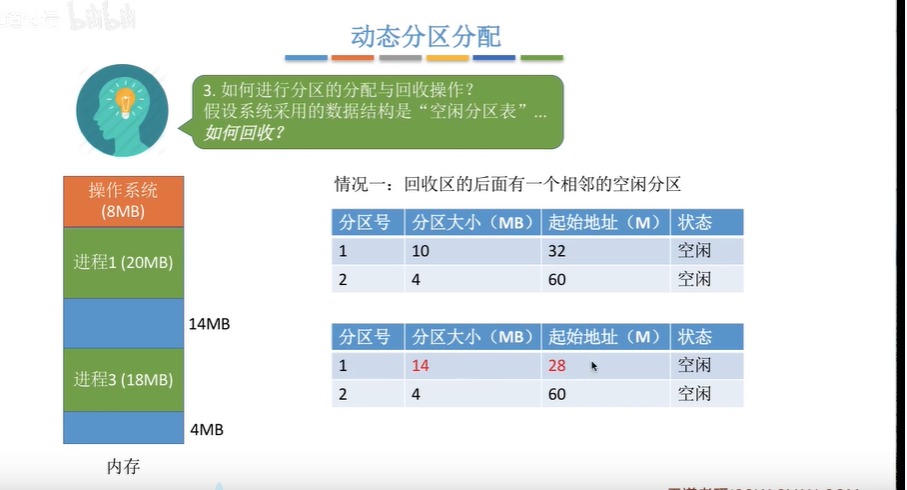 bilibili
动态分区分配
3. 如何进行分区的分配与回收操作？
假设系统采用的数据结构是“空闲分区表”...
如何回收？
操作系统
(8MB)
进程1 (20MB)
14MB
进程3 (18MB)
4MB
内存
情况一：回收区的后面有一个相邻的空闲分区
分区号 分区大小（MB） 起始地址（M） 状态
1 10 32 空闲
2 4 60 空闲
分区号 分区大小（MB） 起始地址（M） 状态
1 14 28 空闲
2 4 60 空闲